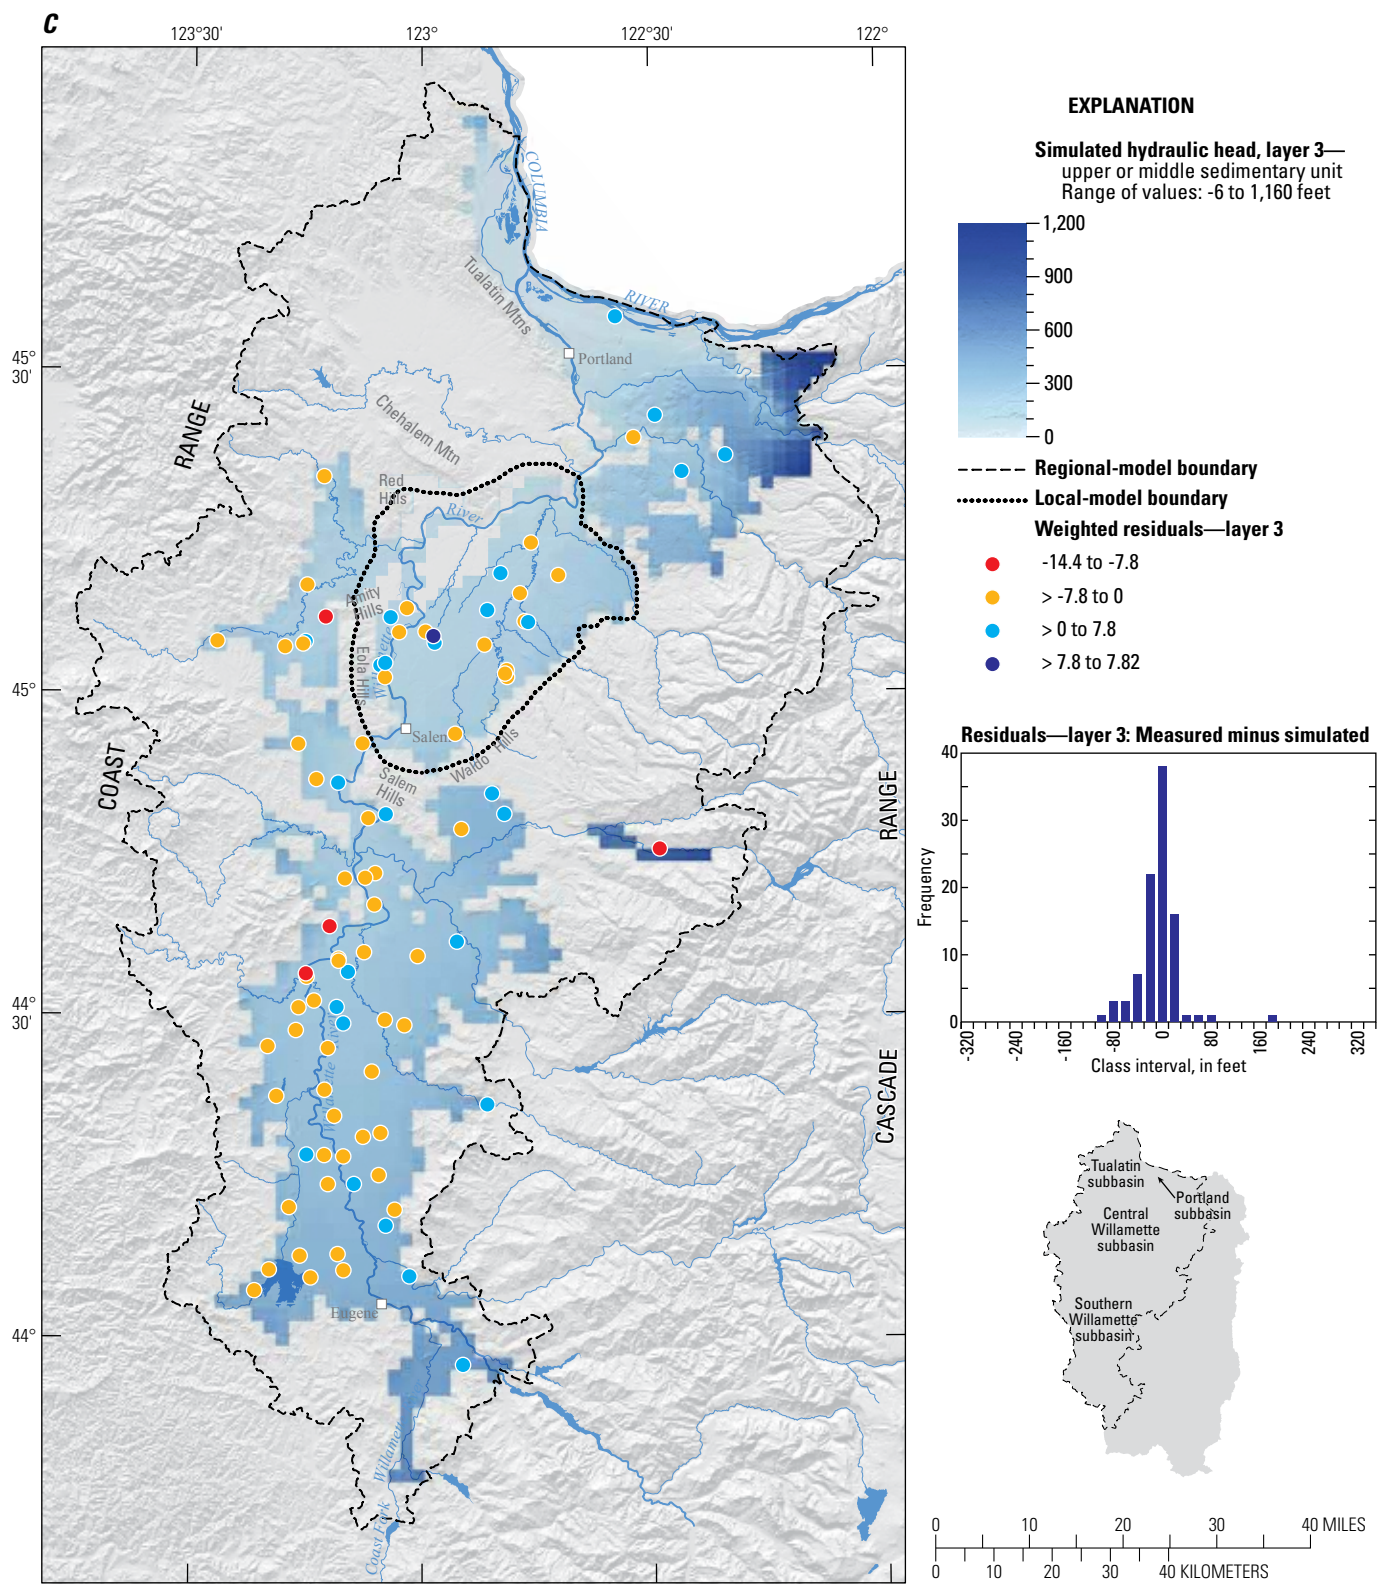 C
123°30'
123°
122°30'
122°
45°
30'
45°
44°
30'
44°
COLUMBIA
RIVER
Tualatin Mtns
Portland
Chehalem Mtn
RANGE
Red
Hills
River
Amity
Hills
Eola Hills
Salem
Waldo Hills
Salem
Hills
COAST
RANGE
CASCADE
Eugene
Coast Fork Willamette
EXPLANATION
Simulated hydraulic head, layer 3—
upper or middle sedimentary unit
Range of values: -6 to 1,160 feet
1,200
900
600
300
0
Regional-model boundary
Local-model boundary
Weighted residuals—layer 3
-14.4 to -7.8
> -7.8 to 0
> 0 to 7.8
> 7.8 to 7.82
Residuals—layer 3: Measured minus simulated
40
30
20
10
0
Frequency
-320 -240 -160 -80 0 80 160 240 320
Class interval, in feet
Tualatin
subbasin
Portland
subbasin
Central
Willamette
subbasin
Southern
Willamette
subbasin
0 10 20 30 40 MILES
0 10 20 30 40 KILOMETERS